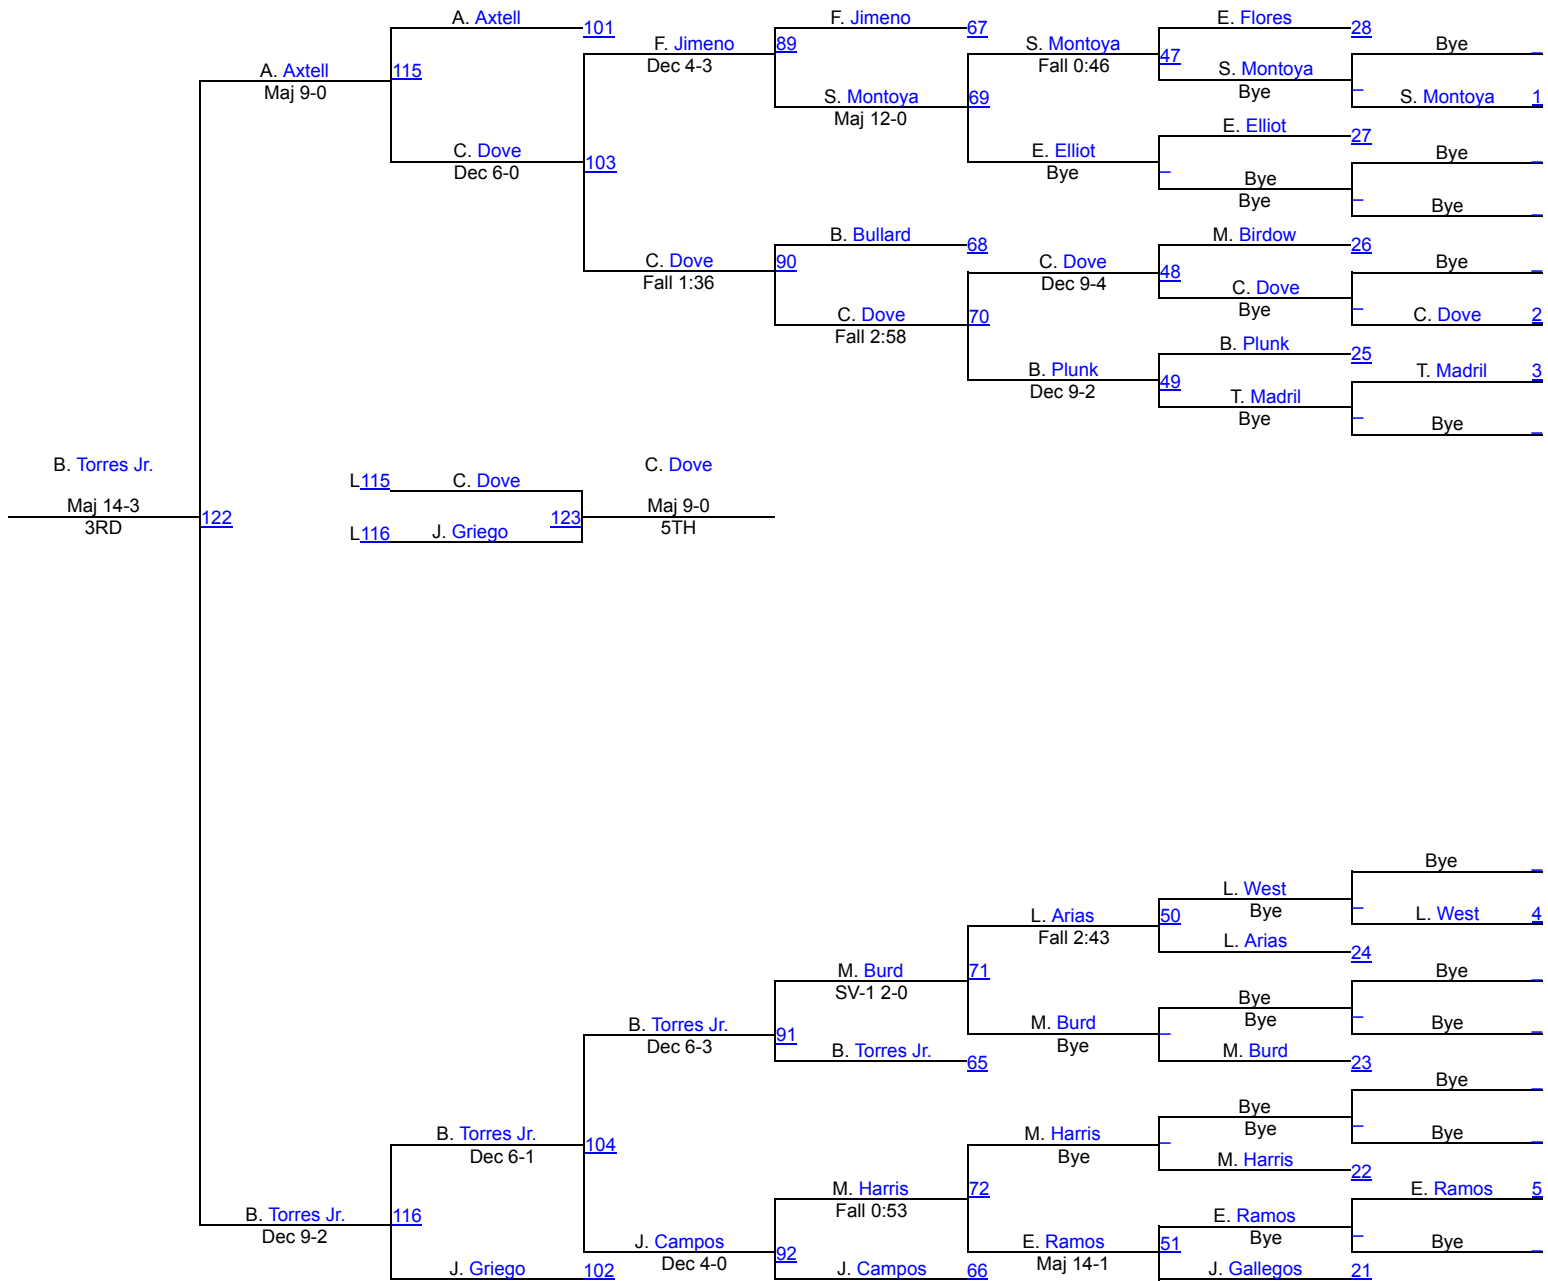 A. Axtell 101
F. Jimeno 67
E. Flores 28
F. Jimeno 89
Dec 4-3
S. Montoya 47
Fall 0:46
Bye _
A. Axtell 115
Maj 9-0
S. Montoya _
Bye
S. Montoya 69
Maj 12-0
S. Montoya 1
E. Elliot 27
C. Dove 103
Dec 6-0
E. Elliot _
Bye
Bye _
Bye _
Bye
Bye _
B. Bullard 68
M. Birdow 26
C. Dove 90
Fall 1:36
C. Dove 48
Dec 9-4
Bye _
C. Dove _
Bye
C. Dove 70
Fall 2:58
C. Dove 2
B. Plunk 25
B. Plunk 49
Dec 9-2
T. Madril 3
T. Madril _
Bye
Bye _
B. Torres Jr.
C. Dove
L115 C. Dove
Maj 14-3 122
3RD
123 Maj 9-0
5TH
L116 J. Griego
Bye _
L. West _
Bye
L. Arias 50
Fall 2:43
L. West 4
L. Arias 24
M. Burd 71
SV-1 2-0
Bye _
Bye _
Bye
B. Torres Jr. 91
Dec 6-3
M. Burd _
Bye
Bye _
B. Torres Jr. 65
M. Burd 23
Bye _
Bye _
Bye
B. Torres Jr. 104
Dec 6-1
M. Harris _
Bye
Bye _
M. Harris 22
M. Harris 72
Fall 0:53
E. Ramos 5
B. Torres Jr. 116
Dec 9-2
E. Ramos _
Bye
J. Campos 92
Dec 4-0
E. Ramos 51
Maj 14-1
Bye _
J. Griego 102
J. Campos 66
J. Gallegos 21